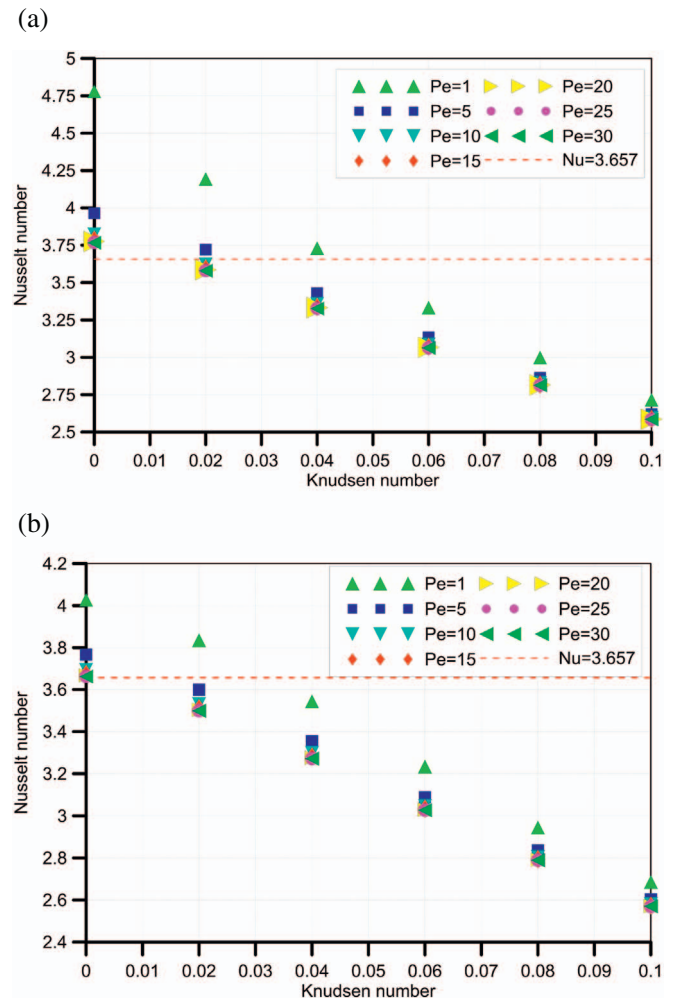 (a)
5
4.75
4.5
4.25
4
3.75
3.5
3.25
3
2.75
2.5
Nusselt number
Pe=1 Pe=20
Pe=5 Pe=25
Pe=10 Pe=30
Pe=15 Nu=3.657
0 0.01 0.02 0.03 0.04 0.05 0.06 0.07 0.08 0.09 0.1
Knudsen number
(b)
4.2
4
3.8
3.6
3.4
3.2
3
2.8
2.6
2.4
Nusselt number
Pe=1 Pe=20
Pe=5 Pe=25
Pe=10 Pe=30
Pe=15 Nu=3.657
0 0.01 0.02 0.03 0.04 0.05 0.06 0.07 0.08 0.09 0.1
Knudsen number